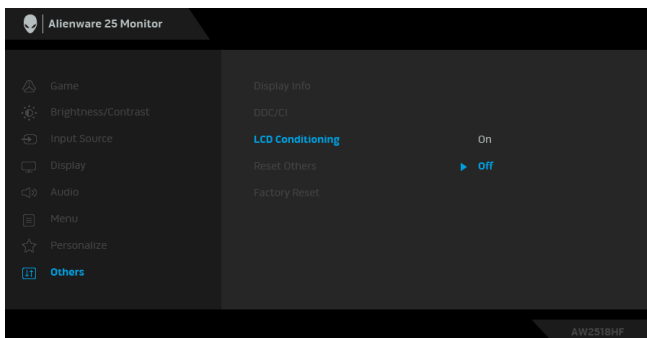 Alienware 25 Monitor
Game
Brightness/Contrast
Input Source
Display
Audio
Menu
Personalize
Others
Display Info
DDC/CI
LCD Conditioning On
Reset Others Off
Factory Reset
AW2518HF